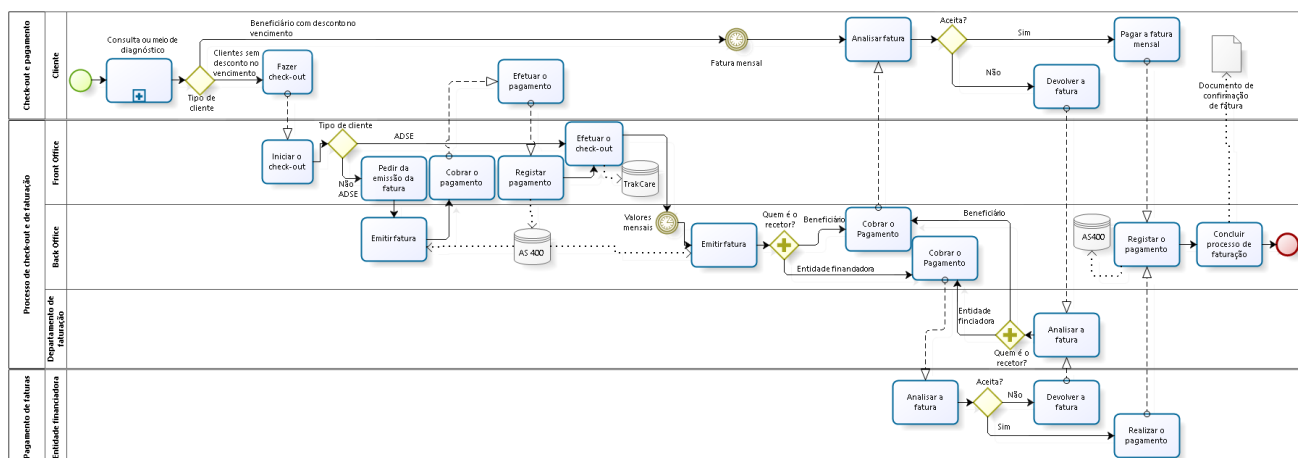 Check-out e pagamento
Cliente
Consulta ou meio de
diagnóstico
Tipo de
cliente
Beneficiário com desconto no
vencimento
Clientes sem
desconto no
vencimento
Fazer
check-out
Efetuar o
pagamento
Fatura mensal
Analisar fatura
Aceita?
Sim
Não
Pagar a fatura
mensal
Devolver a
fatura
Documento de
confirmação
de fatura
Processo de check-out e de faturação
Front Office
Iniciar o
check-out
Tipo de cliente
ADSE
Não
ADSE
Pedir da
emissão da
fatura
Cobrar o
pagamento
Registar
pagamento
Efetuar o
check-out
TrakCare
Back Office
Emitir fatura
AS 400
Valores
mensais
Emitir fatura
Quem é o
recetor?
Beneficiário
Entidade finandadora
Cobrar o
Pagamento
Cobrar o
Pagamento
Beneficiário
AS400
Registar o
pagamento
Concluir
processo de
faturação
Departamento de
faturação
Entidade
finciadora
Quem é o
recetor?
Analisar a
fatura
Pagamento de faturas
Entidade financiadora
Analisar a
fatura
Aceita?
Não
Sim
Devolver a
fatura
Realizar o
pagamento